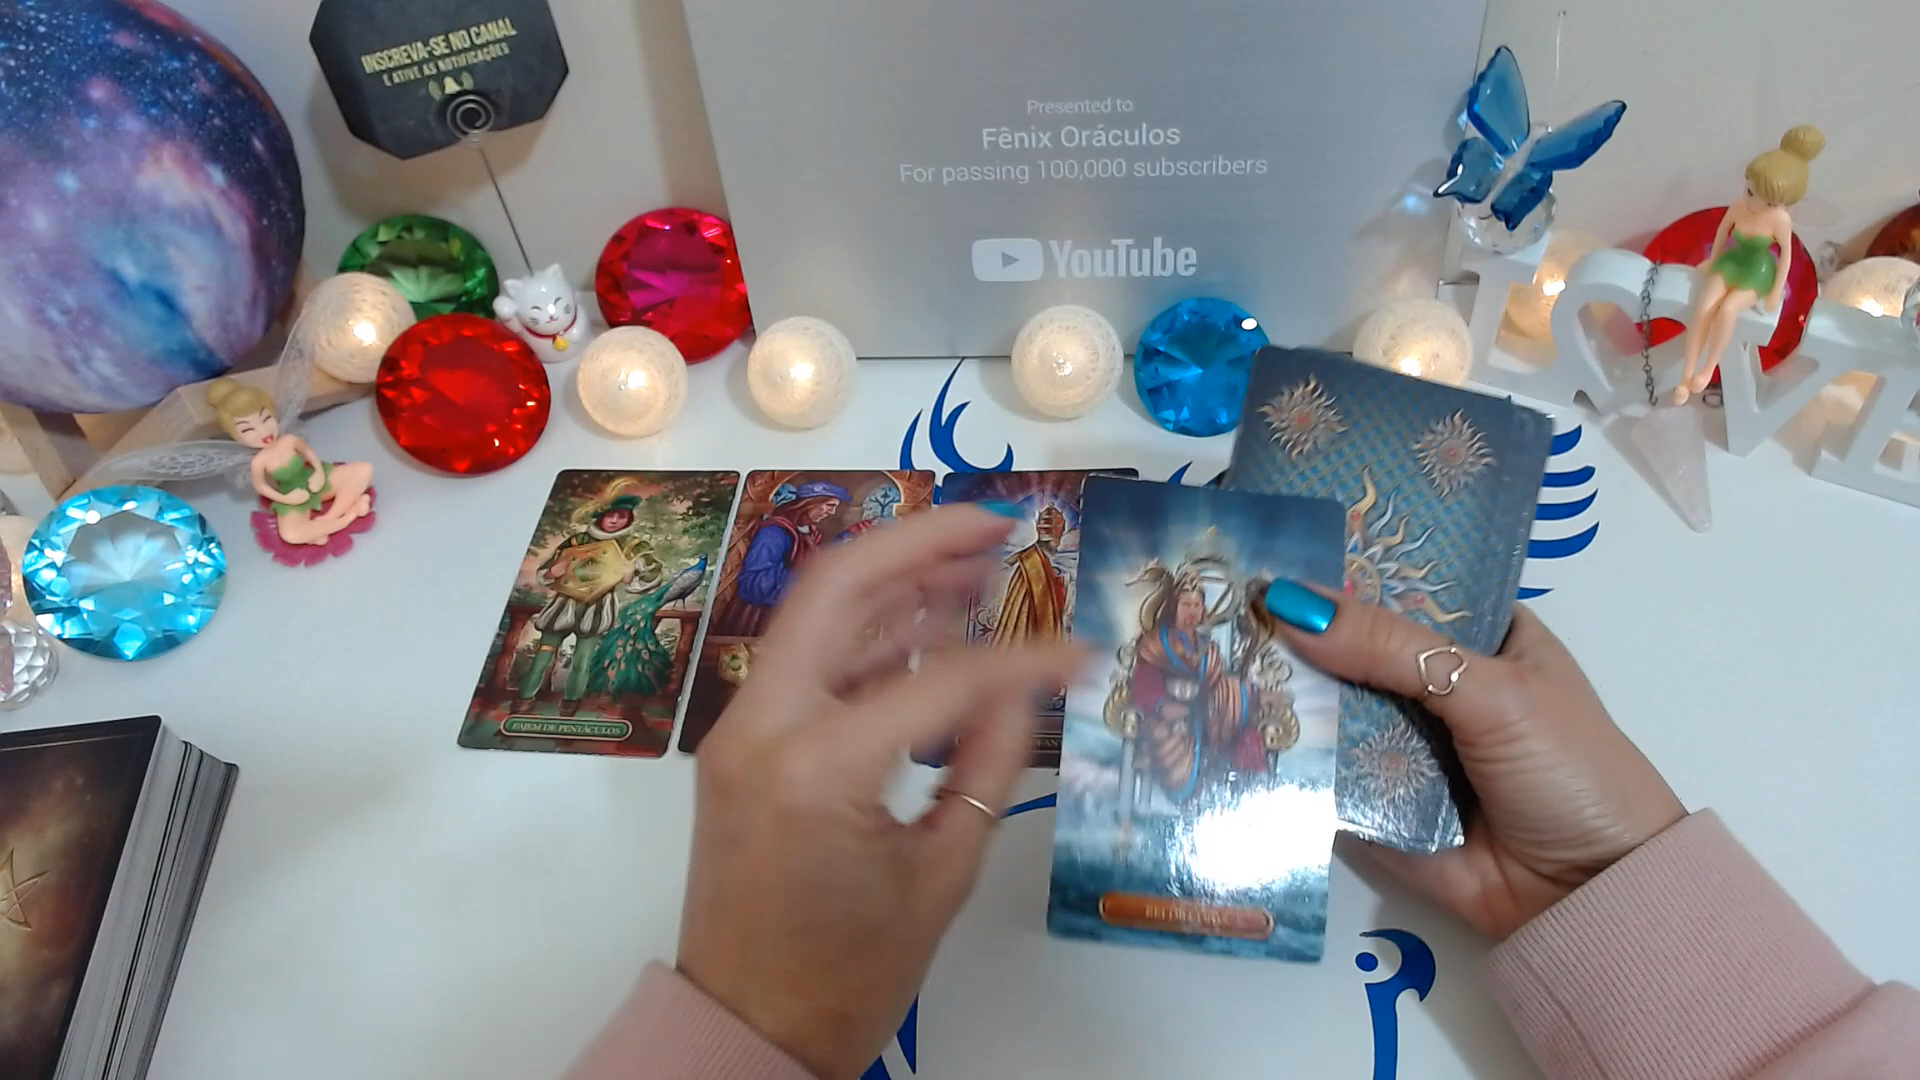 INSCREVA-SE NO CANAL
E ATIVE AS NOTIFICAÇÕES
Presented to
Fênix Oráculos
For passing 100,000 subscribers
YouTube
PAJEM DE PENTÁCULOS